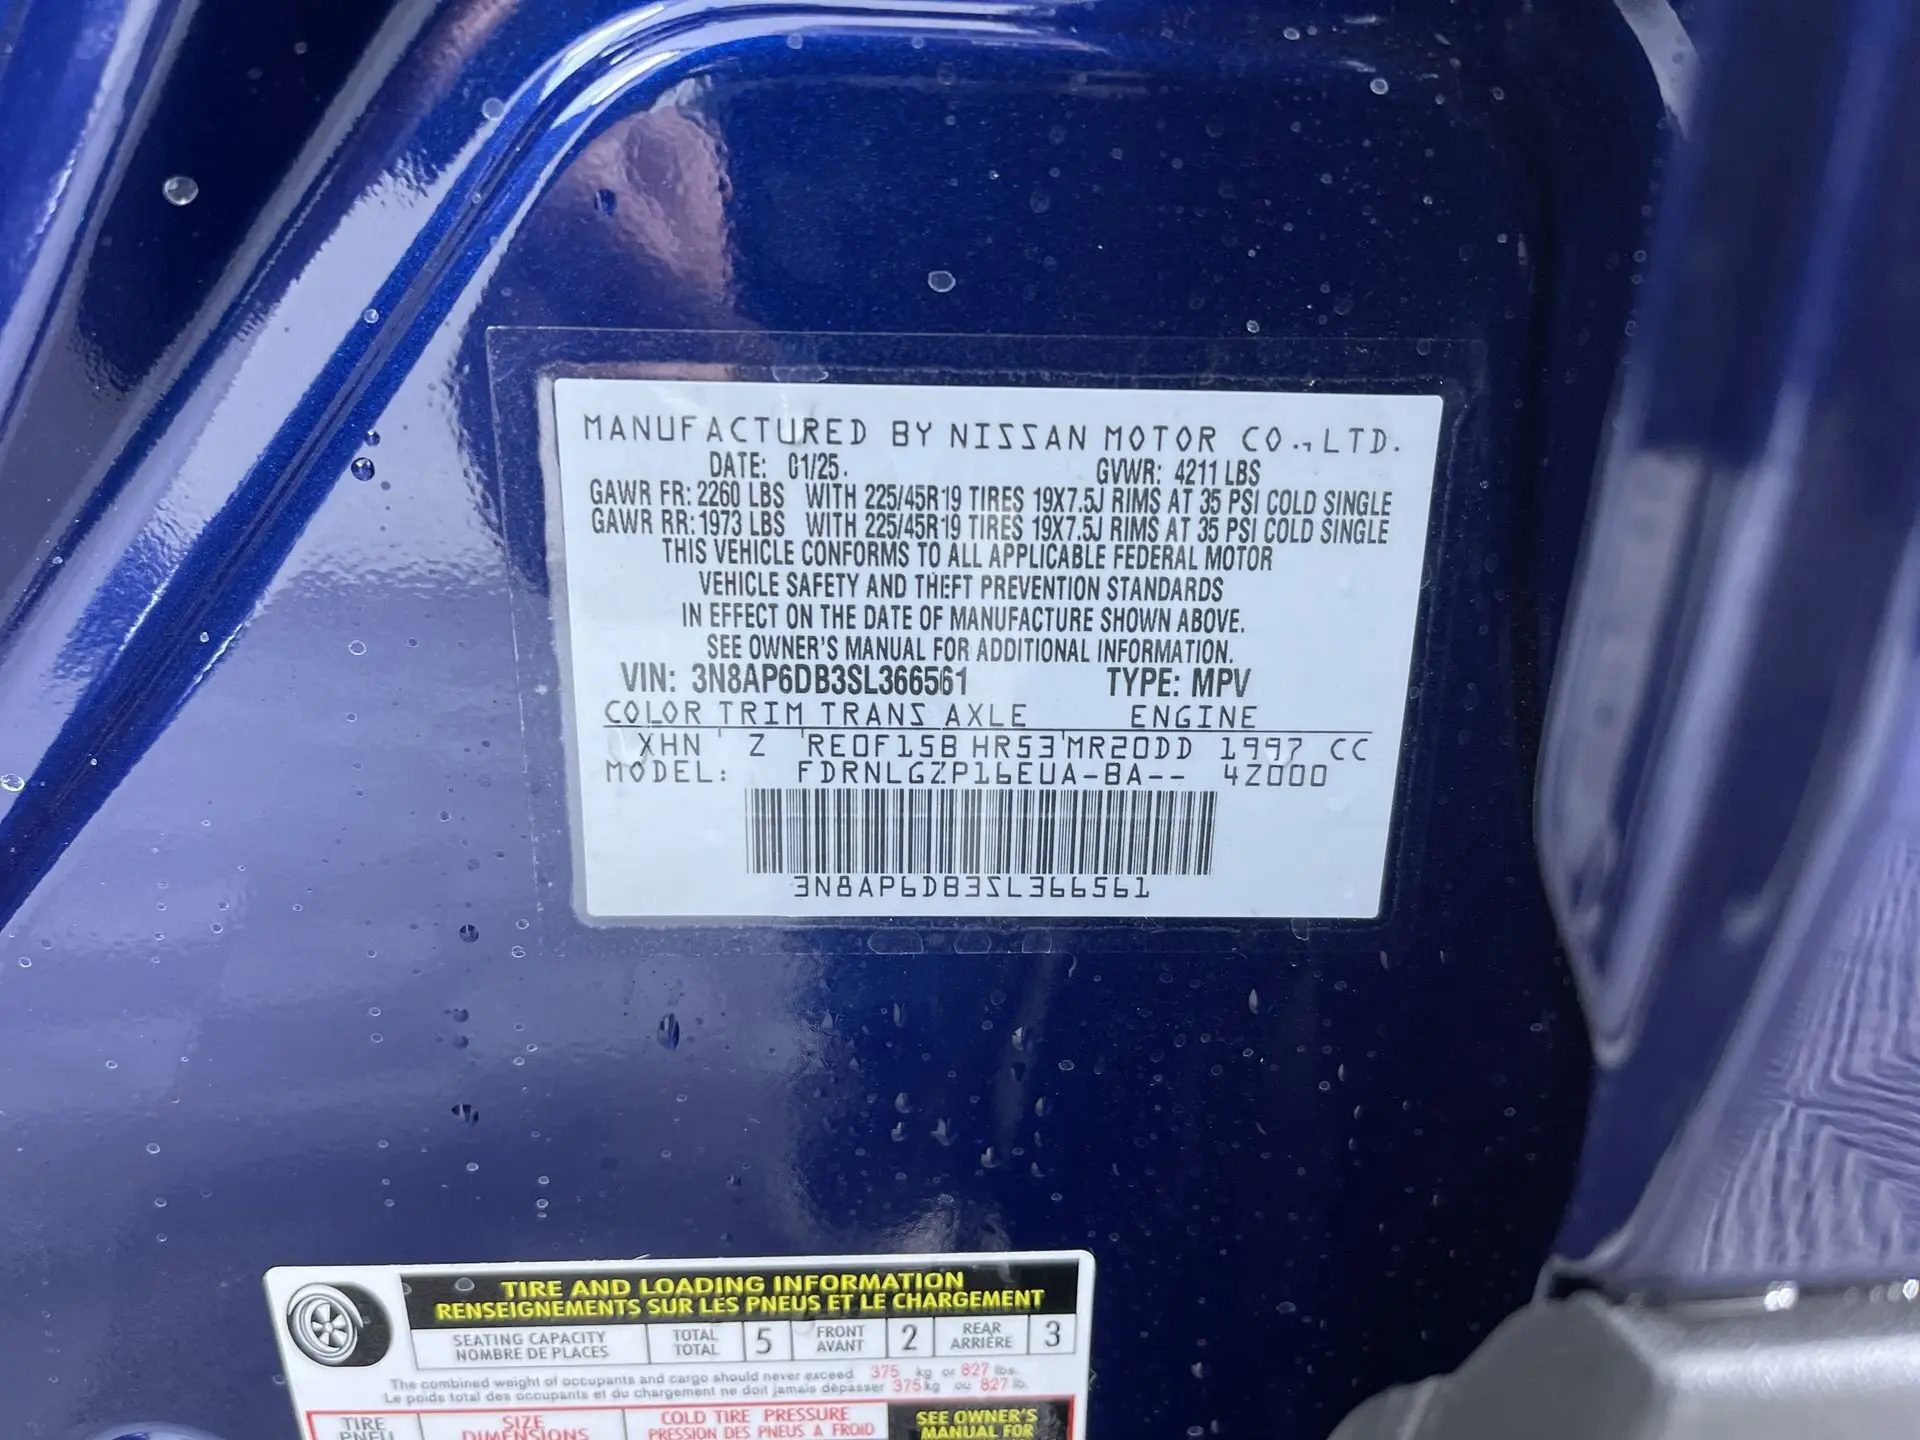 MANUFACTURED BY NISSAN MOTOR CO., LTD.
DATE: 01/25. GVWR: 4211 LBS
GAWR FR: 2260 LBS WITH 225/45R19 TIRES 19X7.5J RIMS AT 35 PSI COLD SINGLE
GAWR RR: 1973 LBS WITH 225/45R19 TIRES 19X7.5J RIMS AT 35 PSI COLD SINGLE
THIS VEHICLE CONFORMS TO ALL APPLICABLE FEDERAL MOTOR
VEHICLE SAFETY AND THEFT PREVENTION STANDARDS
IN EFFECT ON THE DATE OF MANUFACTURE SHOWN ABOVE.
SEE OWNER'S MANUAL FOR ADDITIONAL INFORMATION.
VIN: 3N8AP6DB3SL366561 TYPE: MPV
COLOR TRIM TRANS AXLE ENGINE
XHN Z RE0F15B HR53 MR20DD 1997 CC
MODEL: FDRNLGZP16EUA-BA-- 4Z000
3N8AP6DB3SL366561
TIRE AND LOADING INFORMATION
RENSEIGNEMENTS SUR LES PNEUS ET LE CHARGEMENT
SEATING CAPACITY TOTAL 5 FRONT 2 REAR 3
NOMBRE DE PLACES TOTAL AVANT ARRIÈRE
The combined weight of occupants and cargo should never exceed 375 kg or 827 lbs.
Le poids total des occupants et du chargement ne doit jamais dépasser 375 kg ou 827 lb.
TIRE SIZE COLD TIRE PRESSURE SEE OWNER'S
PNEU DIMENSIONS PRESSION DES PNEUS A FROID MANUAL FOR